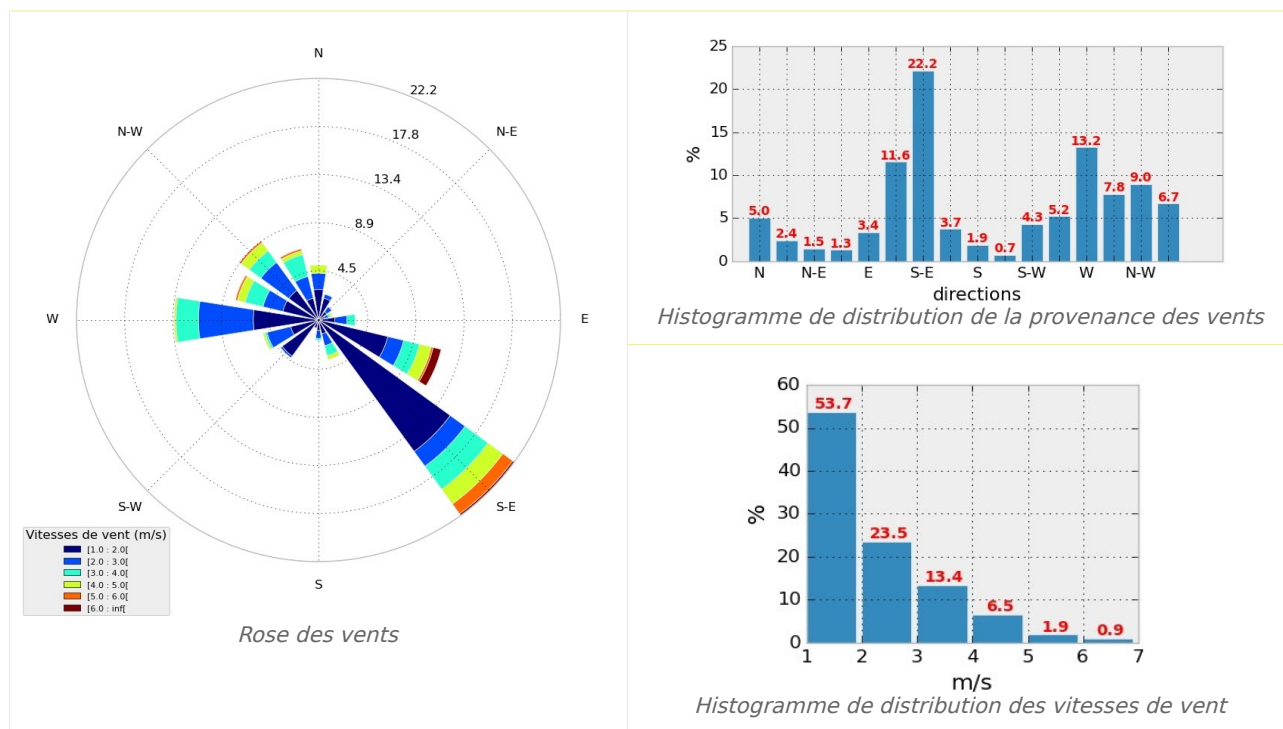 N
22.2
N-W
N-E
17.8
13.4
8.9
4.5
W
E
S-W
S-E
S
Vitesses de vent (m/s)
[1.0 : 2.0[
[2.0 : 3.0[
[3.0 : 4.0[
[4.0 : 5.0[
[5.0 : 6.0[
[6.0 : inf[
Rose des vents
25
22.2
20
15
13.2
11.6
%
10
9.0
7.8
6.7
5
5.0
5.2
4.3
3.7
3.4
2.4
1.9
1.5
1.3
0.7
0
N N-E E S-E S S-W W N-W
directions
Histogramme de distribution de la provenance des vents
60
53.7
50
40
%
30
23.5
20
13.4
10
6.5
1.9
0.9
0
1 2 3 4 5 6 7
m/s
Histogramme de distribution des vitesses de vent